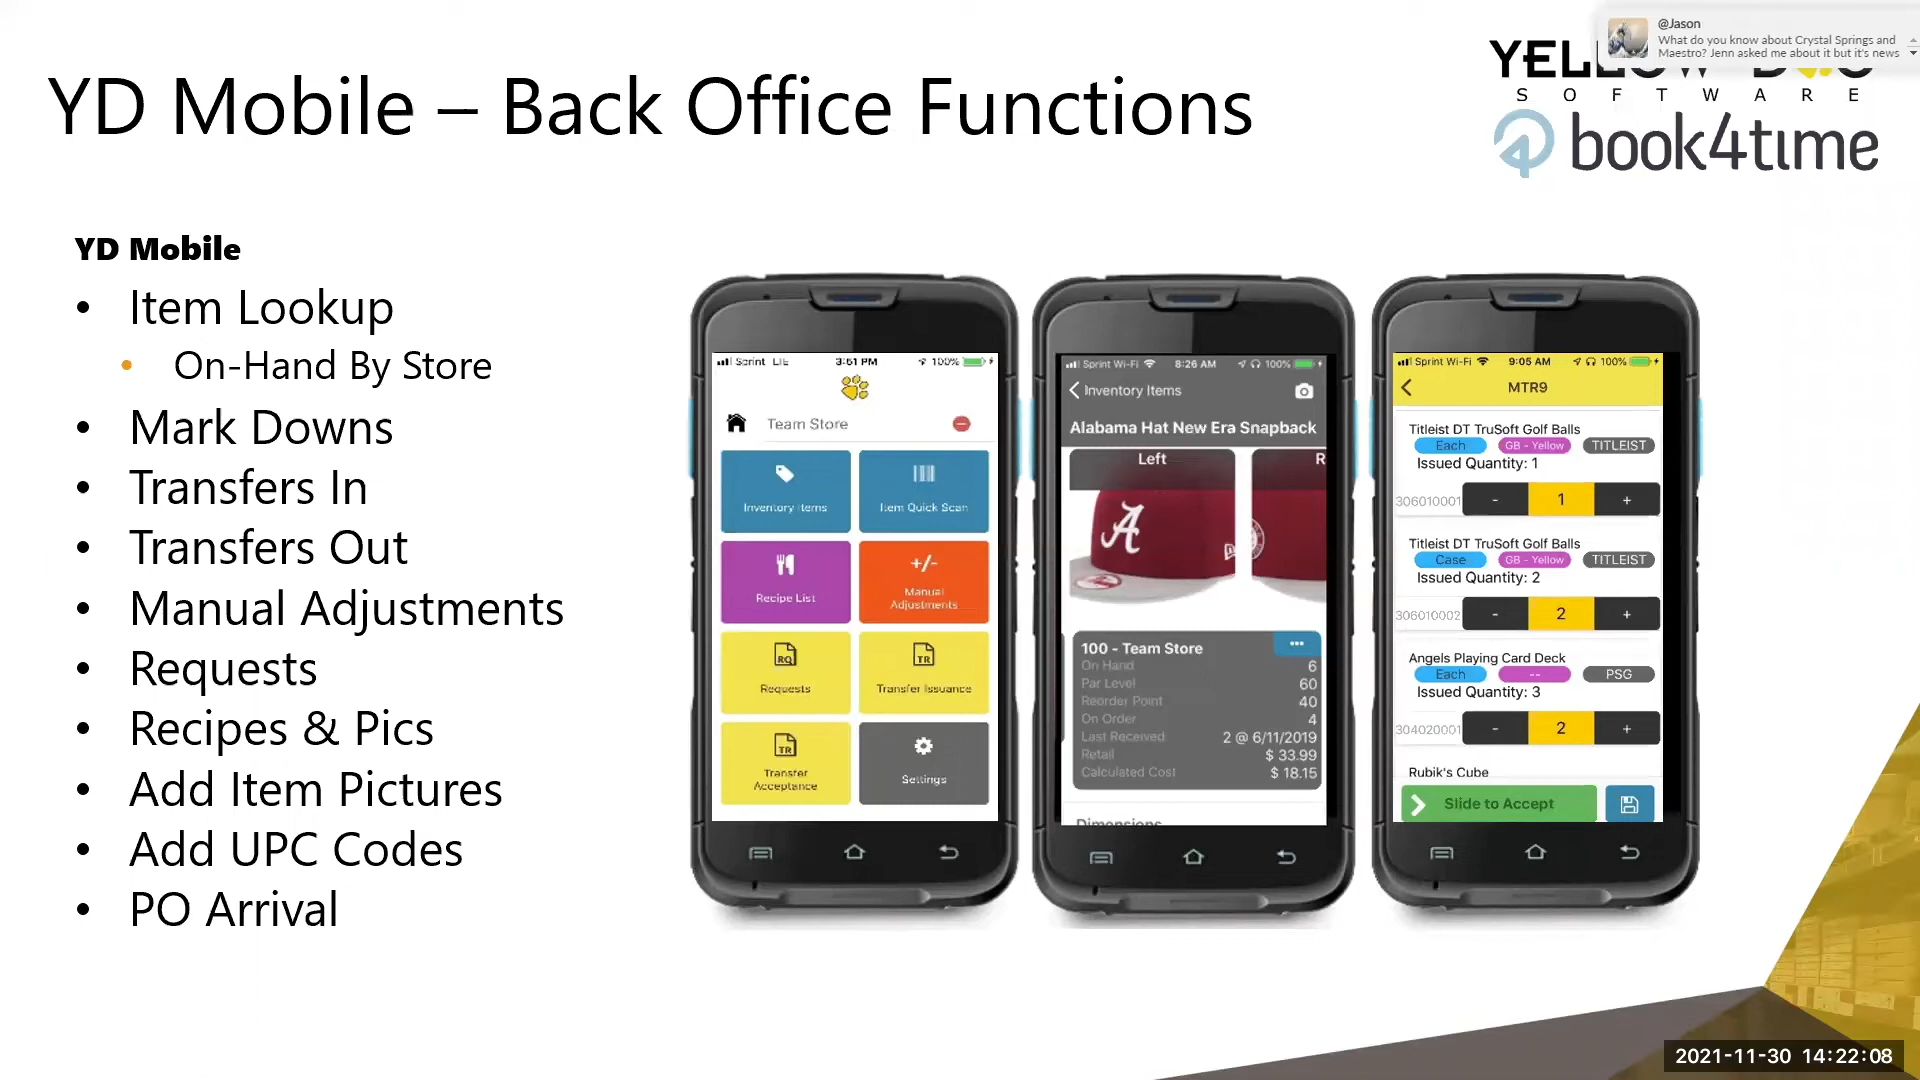 @Jason
What do you know about Crystal Springs and
Maestro? Jenn asked me about it but it's news
YD Mobile – Back Office Functions
SOFTWARE
book4time
YD Mobile
• Item Lookup
• On-Hand By Store
• Mark Downs
• Transfers In
• Transfers Out
• Manual Adjustments
• Requests
• Recipes & Pics
• Add Item Pictures
• Add UPC Codes
• PO Arrival
Sprint LTE 3:51 PM 100%
Team Store
Inventory Items
Item Quick Scan
Recipe List
+/-
Manual
Adjustments
RQ
Requests
TR
Transfer Issuance
TR
Transfer
Acceptance
Settings
Sprint Wi-Fi 8:26 AM 100%
Inventory Items
Alabama Hat New Era Snapback
Left
R
A
100 - Team Store
On Hand 6
Par Level 60
Reorder Point 40
On Order 4
Last Received 2 @ 6/11/2019
Retail $ 33.99
Calculated Cost $ 18.15
Dimensions
Sprint Wi-Fi 9:05 AM 100%
MTR9
Titleist DT TruSoft Golf Balls
Each GB - Yellow TITLEIST
Issued Quantity: 1
306010001 - 1 +
Titleist DT TruSoft Golf Balls
Case GB - Yellow TITLEIST
Issued Quantity: 2
306010002 - 2 +
Angels Playing Card Deck
Each -- PSG
Issued Quantity: 3
304020001 - 2 +
Rubik's Cube
Slide to Accept
2021-11-30 14:22:08